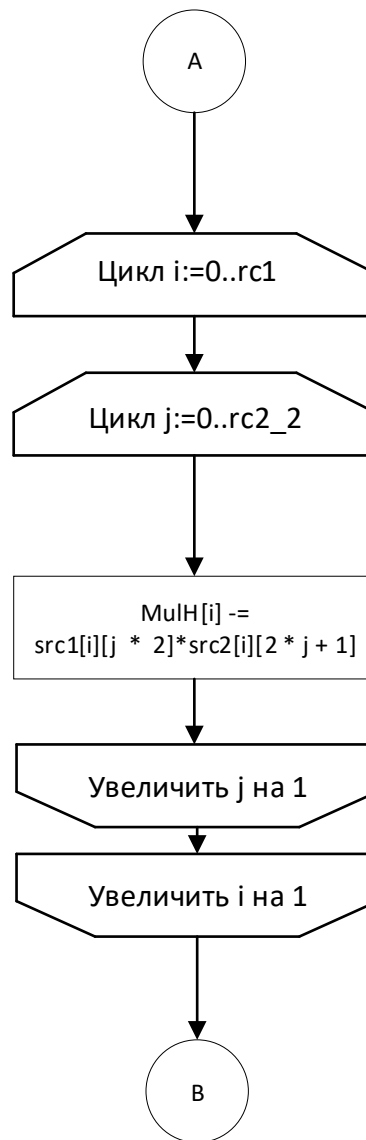 A
Цикл i:=0..rc1
Цикл j:=0..rc2_2
MulH[i] -=
src1[i][j * 2]*src2[i][2 * j + 1]
Увеличить j на 1
Увеличить i на 1
B